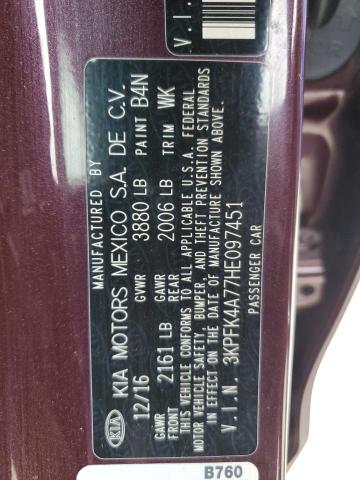 V.I.N.
MANUFACTURED BY
KIA KIA MOTORS MEXICO S.A. DE C.V.
12/16 GVWR 3880 LB PAINT B4N
GAWR FRONT 2161 LB GAWR REAR 2006 LB TRIM WK
THIS VEHICLE CONFORMS TO ALL APPLICABLE U.S.A. FEDERAL
MOTOR VEHICLE SAFETY, BUMPER, AND THEFT PREVENTION STANDARDS
IN EFFECT ON THE DATE OF MANUFACTURE SHOWN ABOVE.
V.I.N. 3KPFK4A77HE097451
PASSENGER CAR
B760